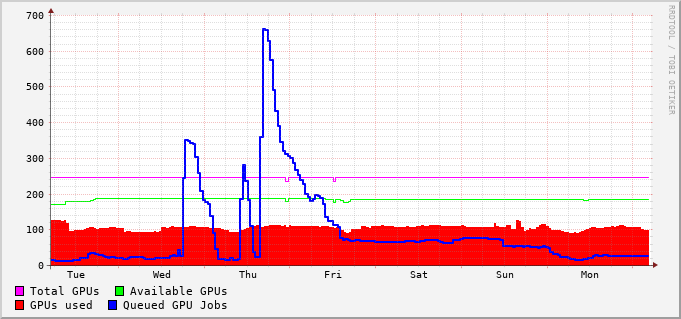 700
600
500
400
300
200
100
0
Tue Wed Thu Fri Sat Sun Mon
Total GPUs Available GPUs
GPUs used Queued GPU Jobs
RRDTOOL / TOBI OETIKER